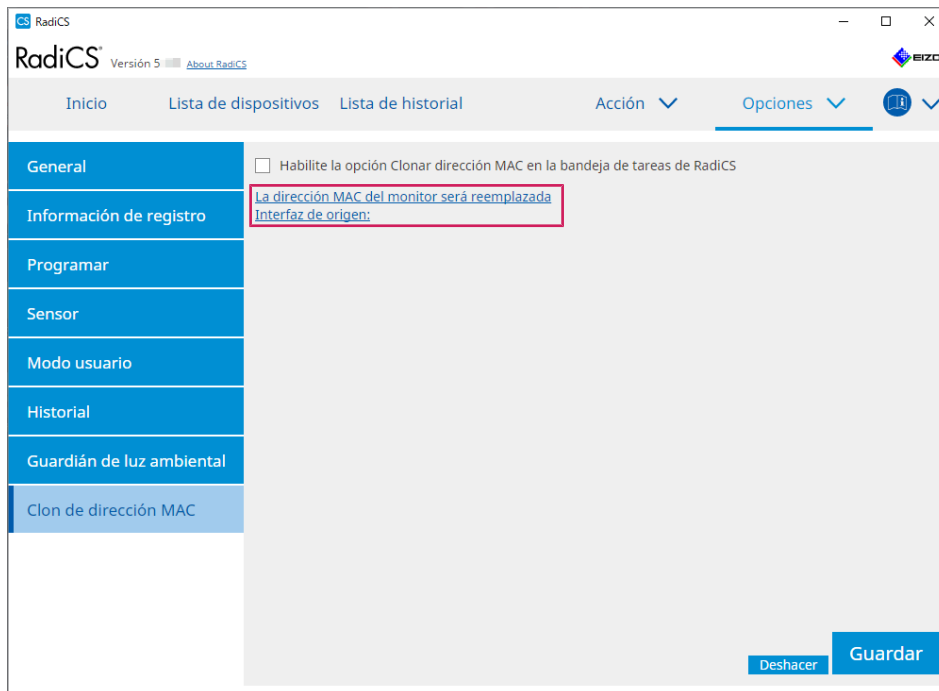 CS RadiCS
RadiCS Versión 5 About RadiCS
EIZO
Inicio Lista de dispositivos Lista de historial Acción Opciones
General
Información de registro
Programar
Sensor
Modo usuario
Historial
Guardián de luz ambiental
Clon de dirección MAC
Habilite la opción Clonar dirección MAC en la bandeja de tareas de RadiCS
La dirección MAC del monitor será reemplazada
Interfaz de origen:
Deshacer
Guardar